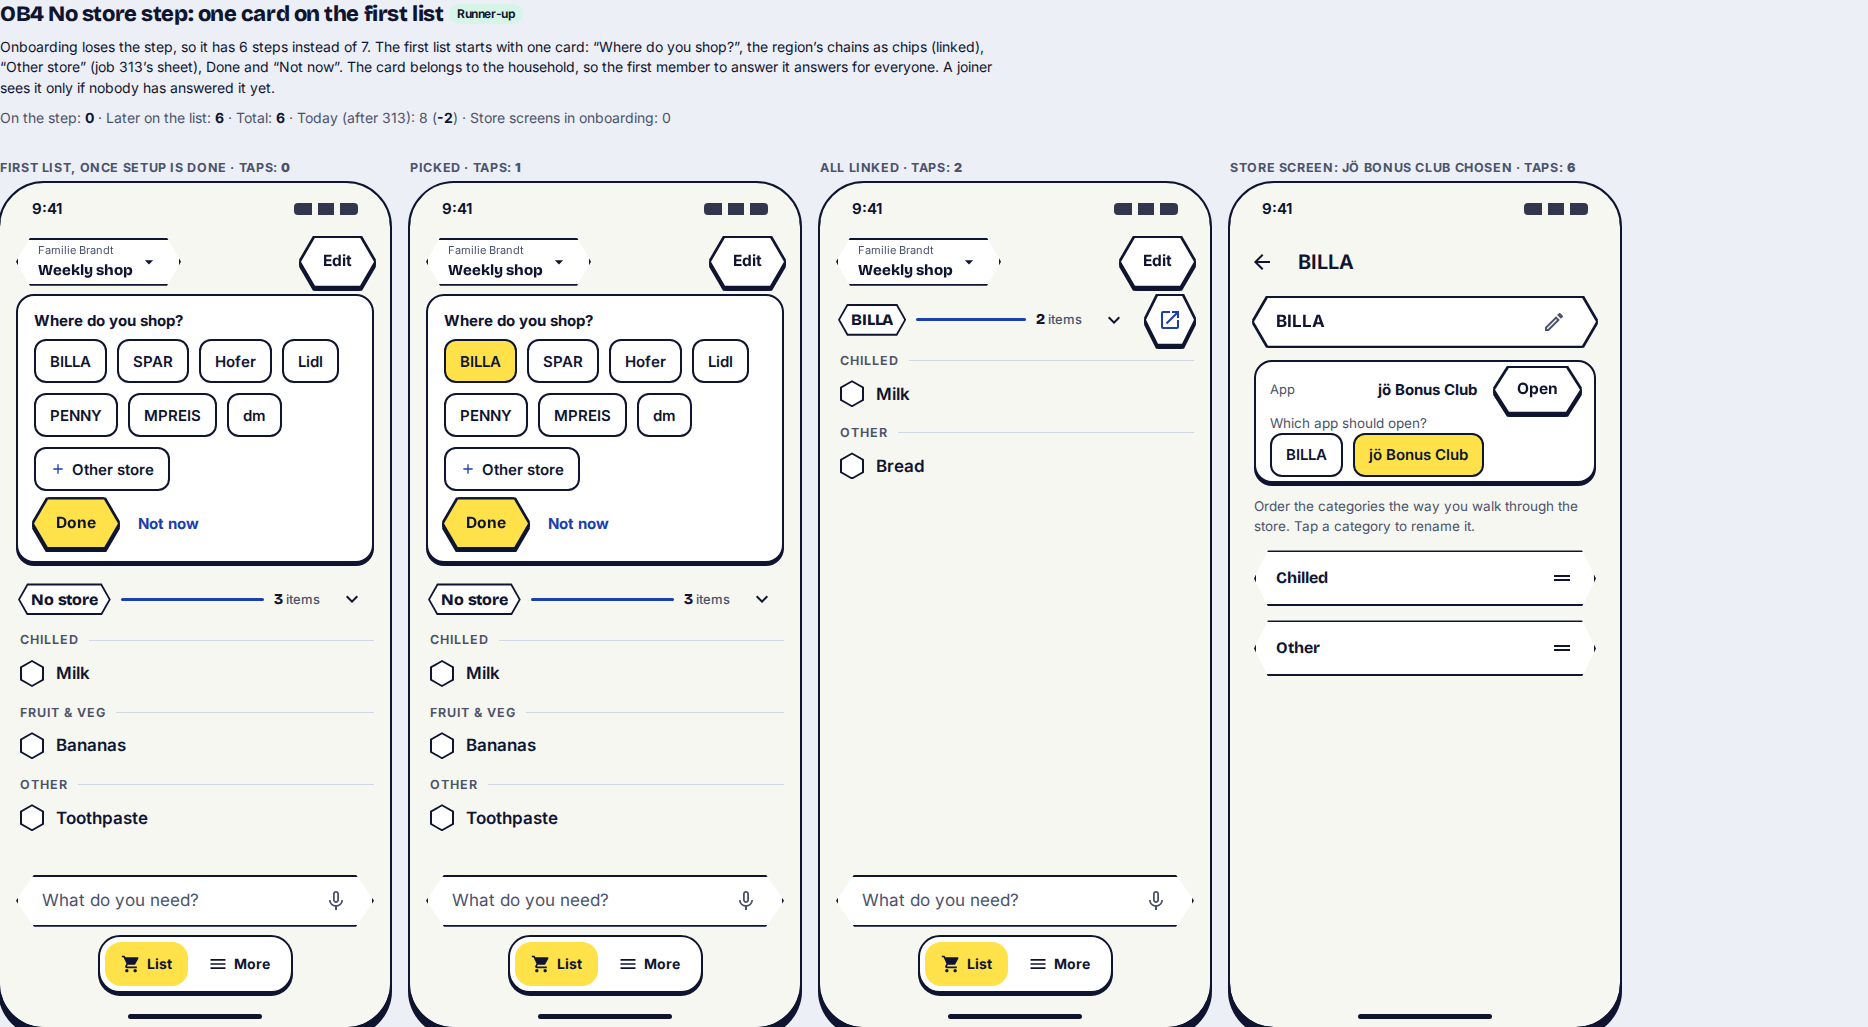 0B4 No store step: one card on the first list Runner-up
Onboarding loses the step, so it has 6 steps instead of 7. The first list starts with one card: “Where do you shop?”, the region’s chains as chips (linked),
“Other store” (job 313’s sheet), Done and “Not now”. The card belongs to the household, so the first member to answer it answers for everyone. A joiner
sees it only if nobody has answered it yet.
On the step: 0 · Later on the list: 6 · Total: 6 · Today (after 313): 8 (-2) · Store screens in onboarding: 0
FIRST LIST, ONCE SETUP IS DONE · TAPS: 0
9:41
Familie Brandt
Weekly shop
Edit
Where do you shop?
BILLA SPAR Hofer Lidl
PENNY MPREIS dm
+ Other store
Done Not now
No store 3 items
CHILLED
Milk
FRUIT & VEG
Bananas
OTHER
Toothpaste
What do you need?
List More
PICKED · TAPS: 1
9:41
Familie Brandt
Weekly shop
Edit
Where do you shop?
BILLA SPAR Hofer Lidl
PENNY MPREIS dm
+ Other store
Done Not now
No store 3 items
CHILLED
Milk
FRUIT & VEG
Bananas
OTHER
Toothpaste
What do you need?
List More
ALL LINKED · TAPS: 2
9:41
Familie Brandt
Weekly shop
Edit
BILLA 2 items
CHILLED
Milk
OTHER
Bread
What do you need?
List More
STORE SCREEN: JÖ BONUS CLUB CHOSEN · TAPS: 6
9:41
BILLA
BILLA
App jö Bonus Club Open
Which app should open?
BILLA jö Bonus Club
Order the categories the way you walk through the
store. Tap a category to rename it.
Chilled
Other